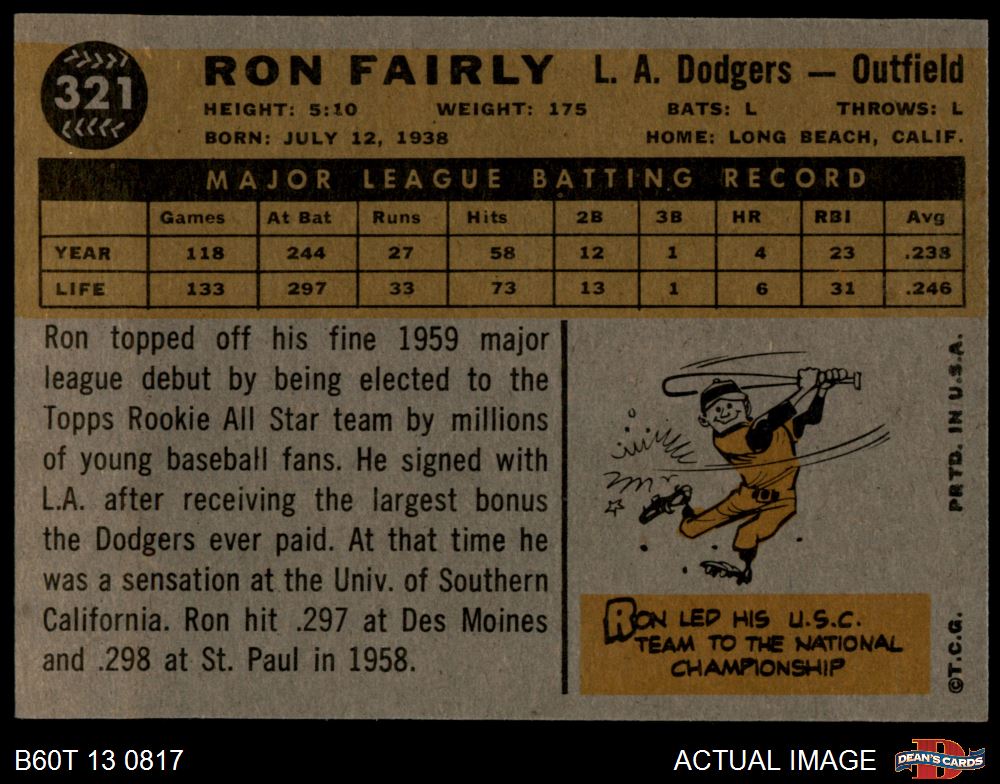 321
RON FAIRLY L. A. Dodgers — Outfield
HEIGHT: 5:10 WEIGHT: 175 BATS: L THROWS: L
BORN: JULY 12, 1938 HOME: LONG BEACH, CALIF.
MAJOR LEAGUE BATTING RECORD
Games At Bat Runs Hits 2B 3B HR RBI Avg
YEAR 118 244 27 58 12 1 4 23 .238
LIFE 133 297 33 73 13 1 6 31 .246
Ron topped off his fine 1959 major
league debut by being elected to the
Topps Rookie All Star team by millions
of young baseball fans. He signed with
L.A. after receiving the largest bonus
the Dodgers ever paid. At that time he
was a sensation at the Univ. of Southern
California. Ron hit .297 at Des Moines
and .298 at St. Paul in 1958.
RON LED HIS U.S.C.
TEAM TO THE NATIONAL
CHAMPIONSHIP
©T.C.G. PRTD. IN U.S.A.
B60T 13 0817 ACTUAL IMAGE
D
DEAN'S CARDS